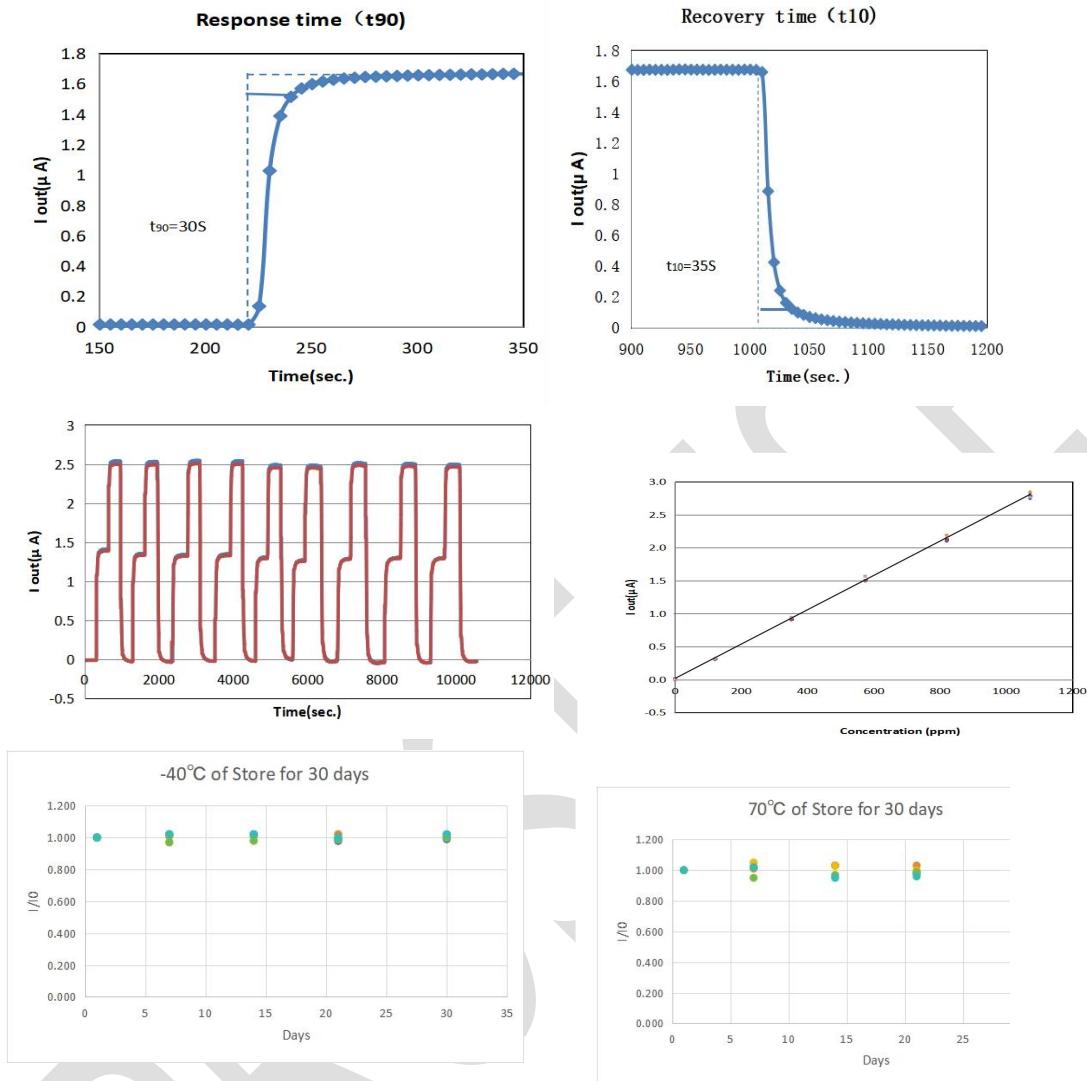 Response time（t90）
1.8
1.6
1.4
1.2
1
0.8
0.6
0.4
0.2
0
I out(μ A)
t90=30S
150 200 250 300 350
Time(sec.)
Recovery time（t10）
1.8
1.6
1.4
1.2
1
0.8
0.6
0.4
0.2
0
I out(μ A)
t10=35S
900 950 1000 1050 1100 1150 1200
Time(sec.)
3
2.5
2
1.5
1
0.5
0
-0.5
I out(μ A)
0 2000 4000 6000 8000 10000 12000
Time(sec.)
3.0
2.5
2.0
1.5
1.0
0.5
0.0
-0.5
I out(μ A)
0 200 400 600 800 1000 1200
Concentration (ppm)
-40℃ of Store for 30 days
1.200
1.000
0.800
0.600
0.400
0.200
0.000
I/I0
0 5 10 15 20 25 30 35
Days
70℃ of Store for 30 days
1.200
1.000
0.800
0.600
0.400
0.200
0.000
I/I0
0 5 10 15 20 25
Days